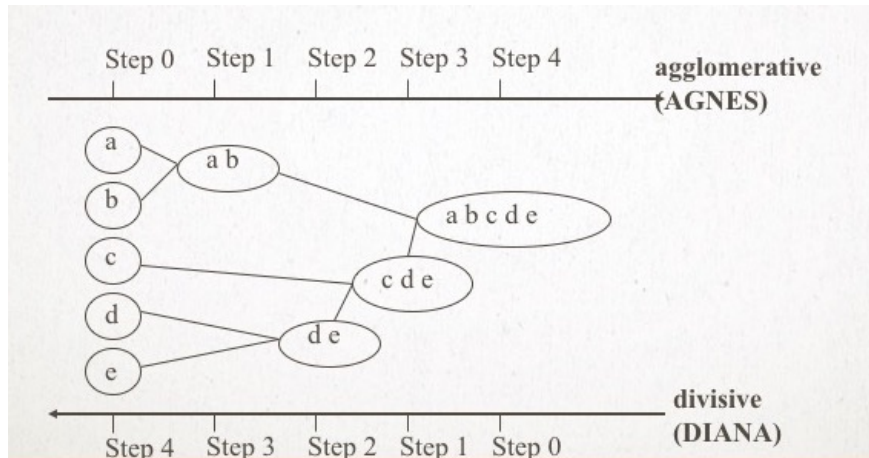 Step 0 Step 1 Step 2 Step 3 Step 4
agglomerative
(AGNES)
a
a b
b
a b c d e
c
c d e
d
d e
e
divisive
(DIANA)
Step 4 Step 3 Step 2 Step 1 Step 0